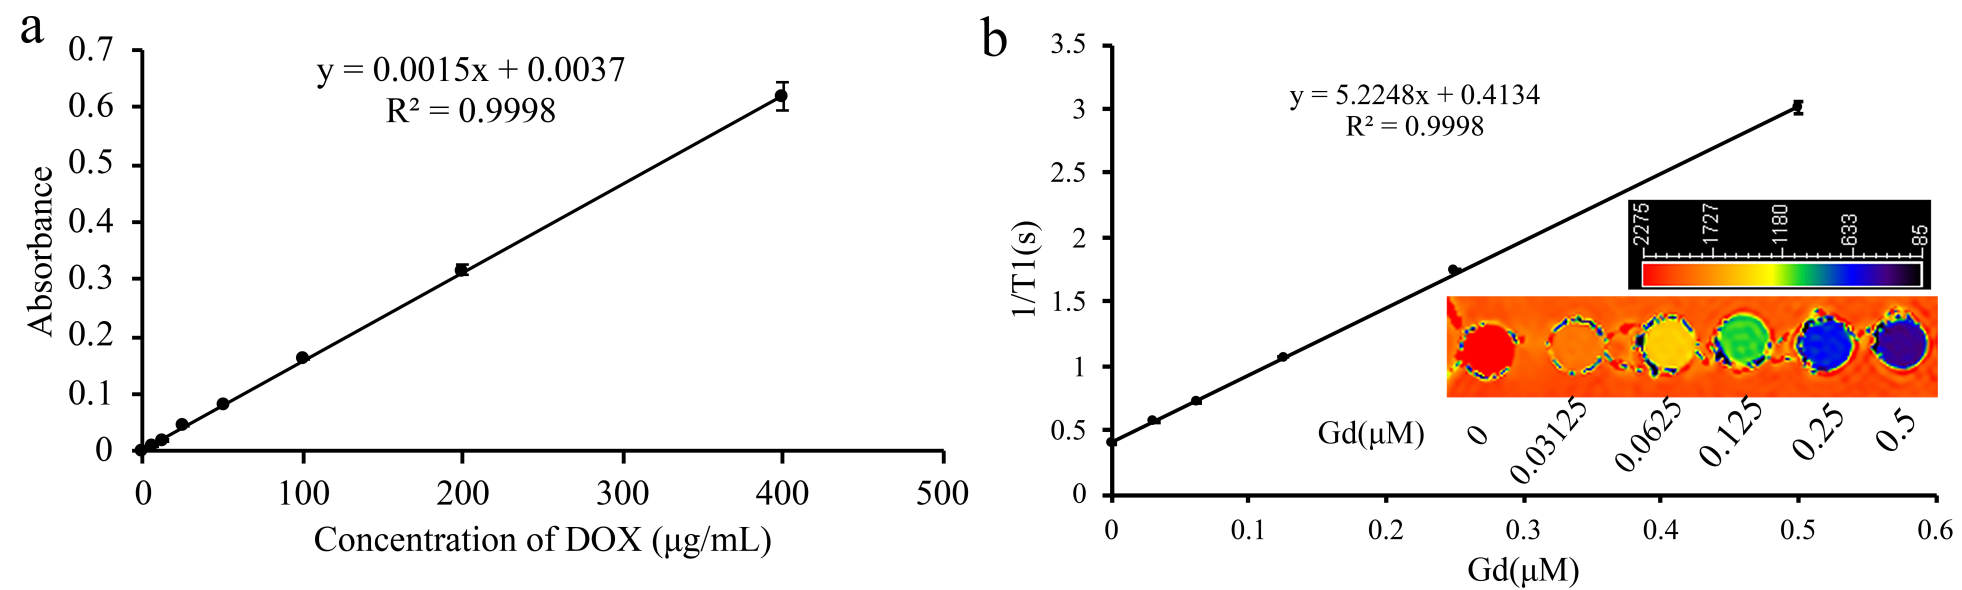 a
0.7
0.6
0.5
0.4
0.3
0.2
0.1
0
y = 0.0015x + 0.0037
R² = 0.9998
Absorbance
0 100 200 300 400 500
Concentration of DOX (μg/mL)
b
3.5
3
2.5
2
1.5
1
0.5
0
y = 5.2248x + 0.4134
R² = 0.9998
1/T1(s)
2275 1727 1180 633 85
Gd(μM) 0 0.03125 0.0625 0.125 0.25 0.5
0 0.1 0.2 0.3 0.4 0.5 0.6
Gd(μM)